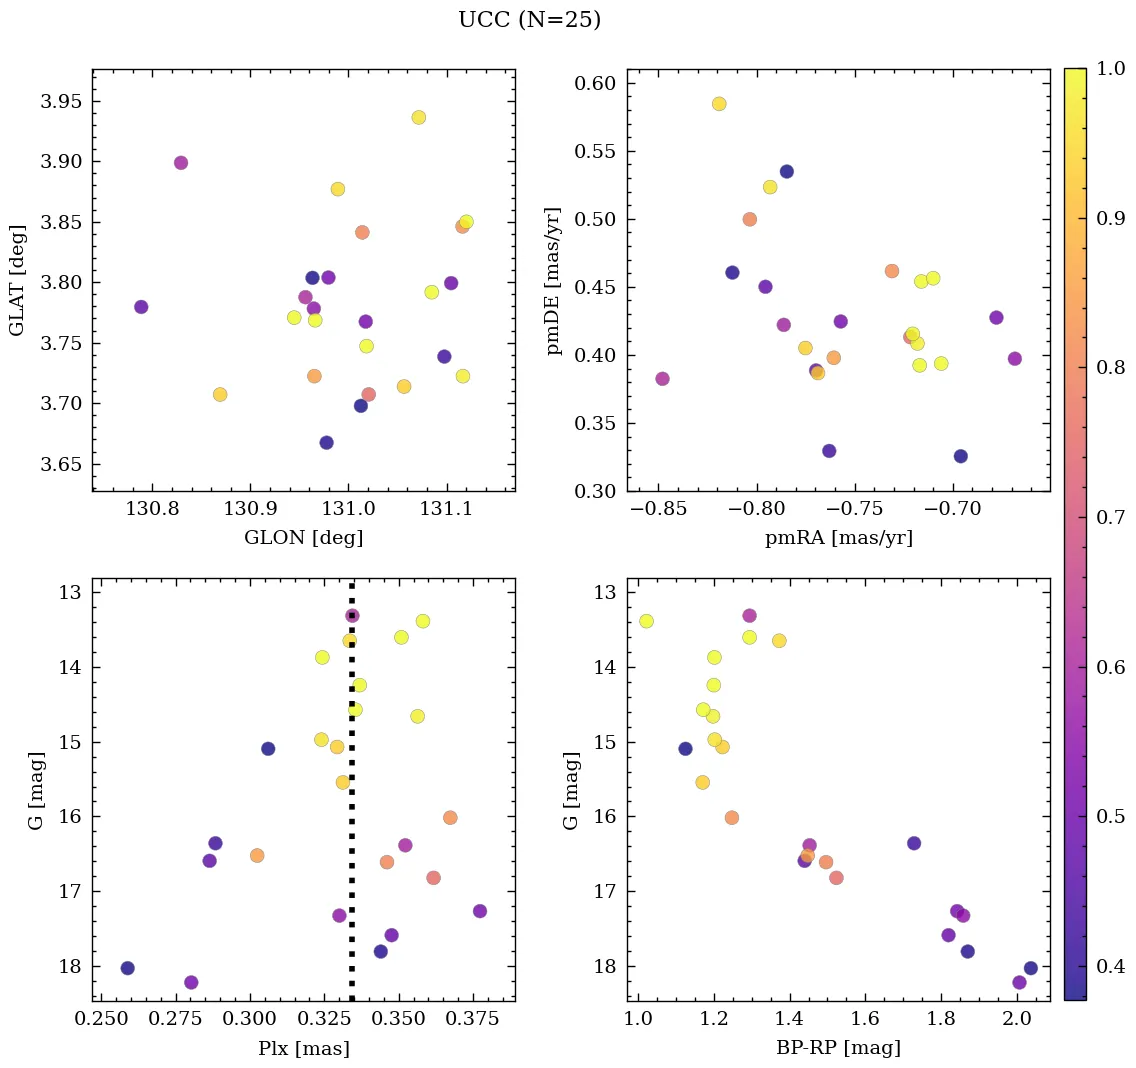 UCC (N=25)
3.95
3.90
3.85
3.80
3.75
3.70
3.65
GLAT [deg]
130.8 130.9 131.0 131.1
GLON [deg]
0.60
0.55
0.50
0.45
0.40
0.35
0.30
pmDE [mas/yr]
−0.85 −0.80 −0.75 −0.70
pmRA [mas/yr]
13
14
15
16
17
18
G [mag]
0.250 0.275 0.300 0.325 0.350 0.375
Plx [mas]
13
14
15
16
17
18
G [mag]
1.0 1.2 1.4 1.6 1.8 2.0
BP-RP [mag]
1.0
0.9
0.8
0.7
0.6
0.5
0.4